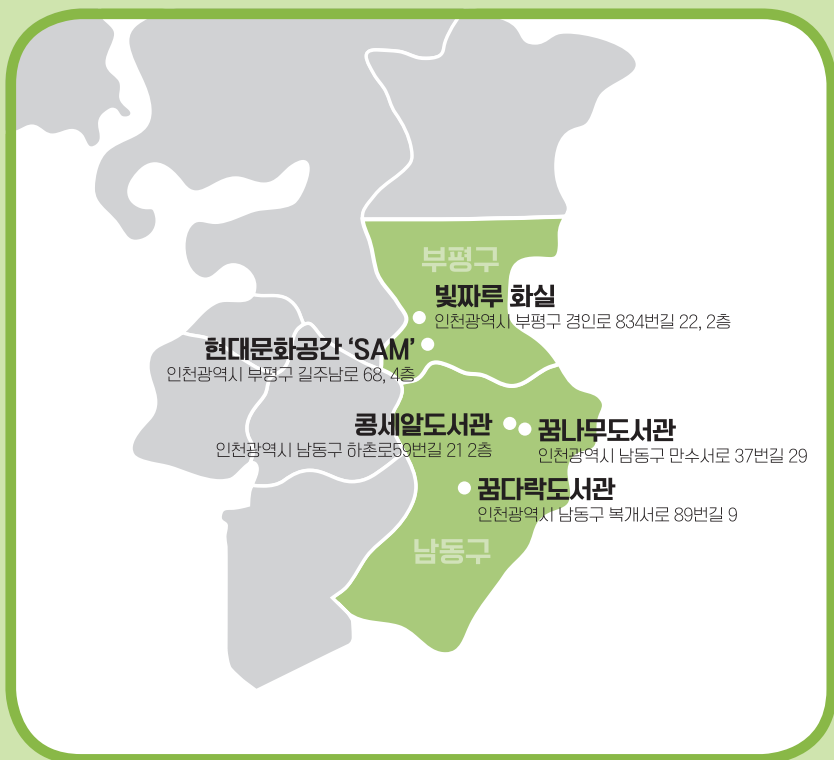 부평구
빛짜루 화실
인천광역시 부평구 경인로 834번길 22, 2층
현대문화공간 ‘SAM’
인천광역시 부평구 길주남로 68, 4층
콩세알도서관
인천광역시 남동구 하촌로59번길 21 2층
꿈나무도서관
인천광역시 남동구 만수서로 37번길 29
꿈다락도서관
인천광역시 남동구 복개서로 89번길 9
남동구